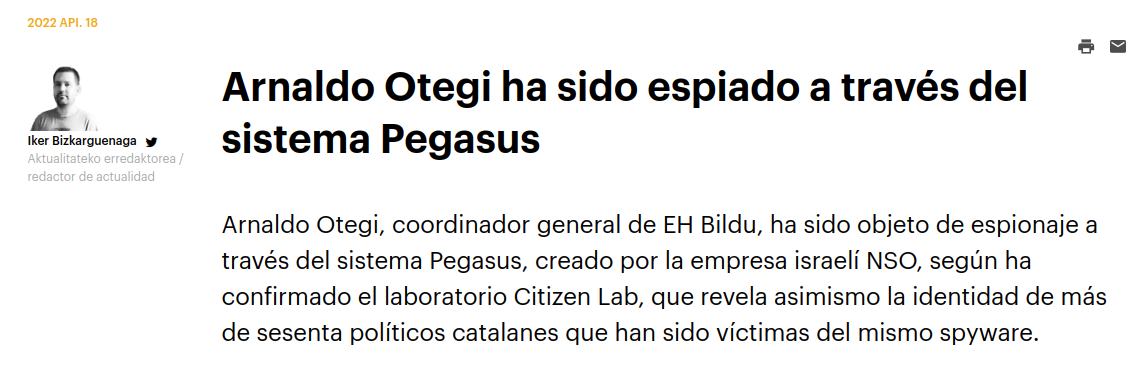 2022 API. 18
Iker Bizkarguenaga
Aktualitateko erredaktorea /
redactor de actualidad
Arnaldo Otegi ha sido espiado a través del
sistema Pegasus
Arnaldo Otegi, coordinador general de EH Bildu, ha sido objeto de espionaje a
través del sistema Pegasus, creado por la empresa israelí NSO, según ha
confirmado el laboratorio Citizen Lab, que revela asimismo la identidad de más
de sesenta políticos catalanes que han sido víctimas del mismo spyware.